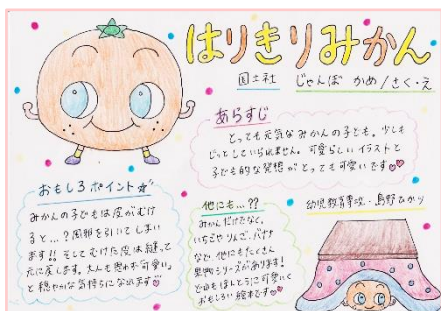 はりきりみかん
国土社 じゃんぼ かめ/さく・え
あらすじ
とっても元気なみかんの子ども。少しも
じっとしていられません。可愛らしいイラストと
子ども的な発想がとっても可愛いです
おもしろポイント
みかんの子どもは皮がむけ
ると…?風邪を引いてしまい
ます!!そしてむけた皮は縫って
元に戻します。大人も思わず可愛い。
と穏やかな気持ちになれます
他にも…??
みかんだけでなく、
いちごやりんご、バナナ
など、他にもたくさん
果物シリーズがあります!
どれもほんとうに可愛くて
おもしろい絵本です
幼児教育専攻・島野ひかり